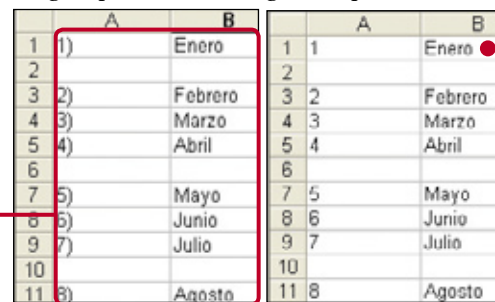 A B
1 1) Enero
2
3 2) Febrero
4 3) Marzo
5 4) Abril
6
7 5) Mayo
8 6) Junio
9 7) Julio
10
11 8) Agosto
A B
1 1 Enero
2
3 2 Febrero
4 3 Marzo
5 4 Abril
6
7 5 Mayo
8 6 Junio
9 7 Julio
10
11 8 Agosto